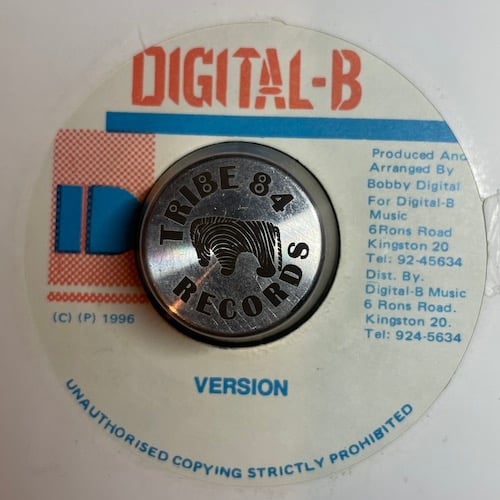 DIGITAL-B
Produced And
Arranged By
Bobby Digital
For Digital-B
Music
6Rons Road
Kingston 20
Tel: 92-45634
Dist. By.
Digital-B Music
6 Rons Road.
Kingston 20.
Tel: 924-5634
ID
TRIBE 84
RECORDS
(C) (P) 1996
VERSION
UNAUTHORISED COPYING STRICTLY PROHIBITED